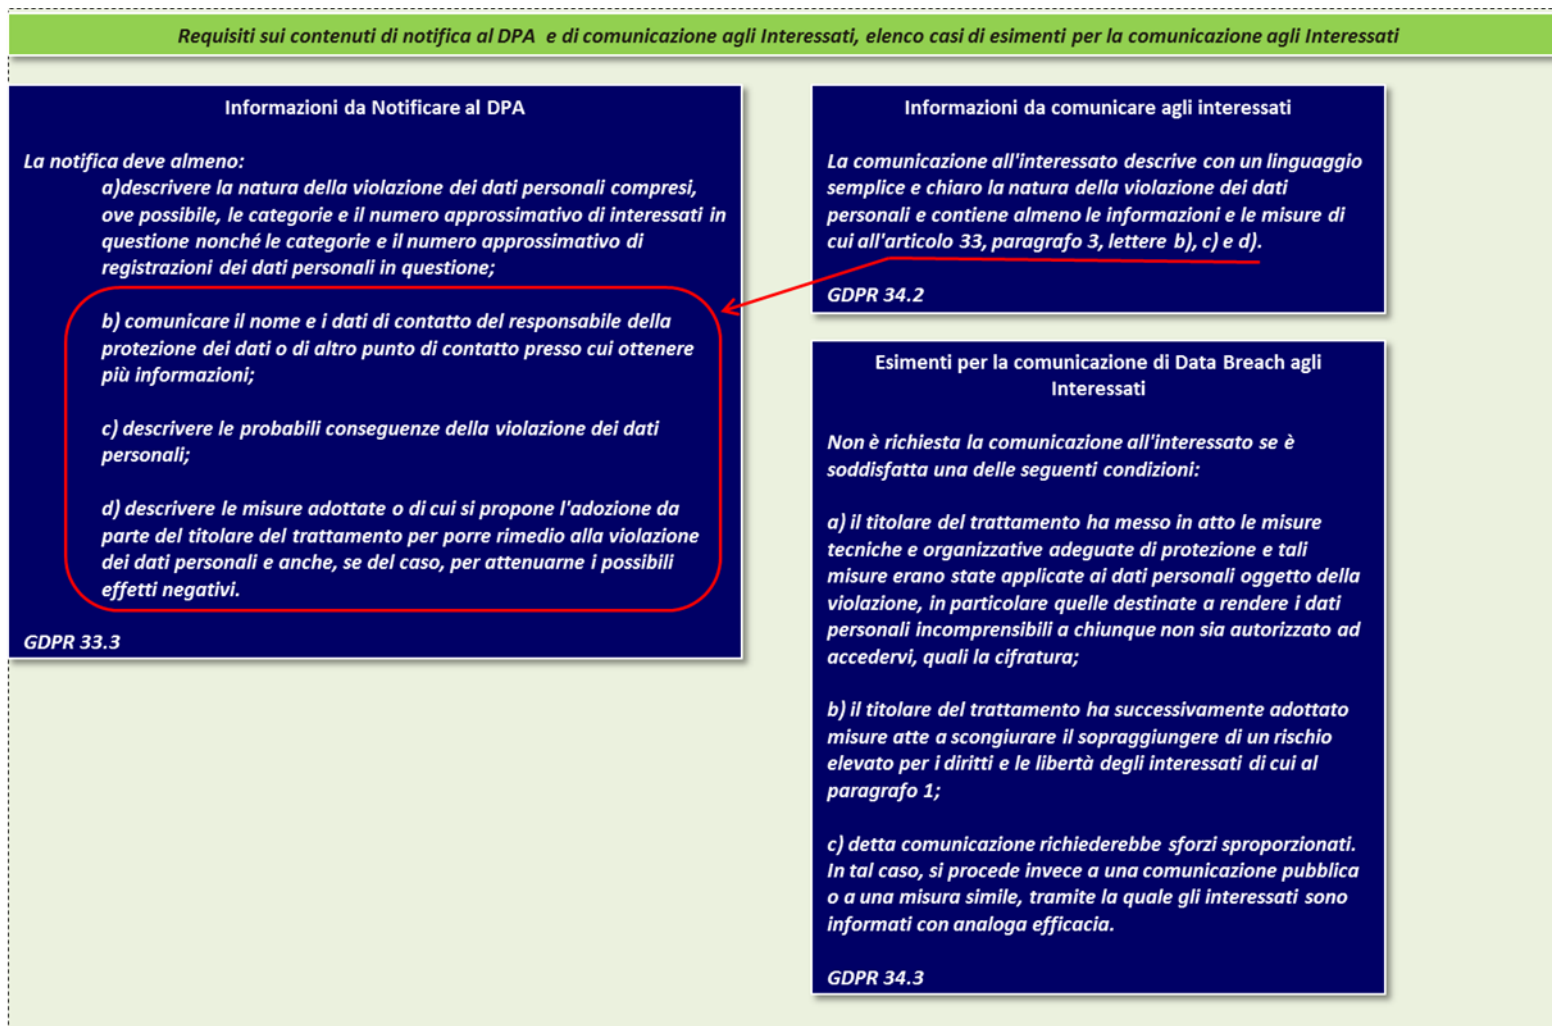 Requisiti sui contenuti di notifica al DPA e di comunicazione agli Interessati, elenco casi di esimenti per la comunicazione agli Interessati
Informazioni da Notificare al DPA
La notifica deve almeno:
a)descrivere la natura della violazione dei dati personali compresi,
ove possibile, le categorie e il numero approssimativo di interessati in
questione nonché le categorie e il numero approssimativo di
registrazioni dei dati personali in questione;
b) comunicare il nome e i dati di contatto del responsabile della
protezione dei dati o di altro punto di contatto presso cui ottenere
più informazioni;
c) descrivere le probabili conseguenze della violazione dei dati
personali;
d) descrivere le misure adottate o di cui si propone l'adozione da
parte del titolare del trattamento per porre rimedio alla violazione
dei dati personali e anche, se del caso, per attenuarne i possibili
effetti negativi.
GDPR 33.3
Informazioni da comunicare agli interessati
La comunicazione all'interessato descrive con un linguaggio
semplice e chiaro la natura della violazione dei dati
personali e contiene almeno le informazioni e le misure di
cui all'articolo 33, paragrafo 3, lettere b), c) e d).
GDPR 34.2
Esimenti per la comunicazione di Data Breach agli
Interessati
Non è richiesta la comunicazione all'interessato se è
soddisfatta una delle seguenti condizioni:
a) il titolare del trattamento ha messo in atto le misure
tecniche e organizzative adeguate di protezione e tali
misure erano state applicate ai dati personali oggetto della
violazione, in particolare quelle destinate a rendere i dati
personali incomprensibili a chiunque non sia autorizzato ad
accedervi, quali la cifratura;
b) il titolare del trattamento ha successivamente adottato
misure atte a scongiurare il sopraggiungere di un rischio
elevato per i diritti e le libertà degli interessati di cui al
paragrafo 1;
c) detta comunicazione richiederebbe sforzi sproporzionati.
In tal caso, si procede invece a una comunicazione pubblica
o a una misura simile, tramite la quale gli interessati sono
informati con analoga efficacia.
GDPR 34.3